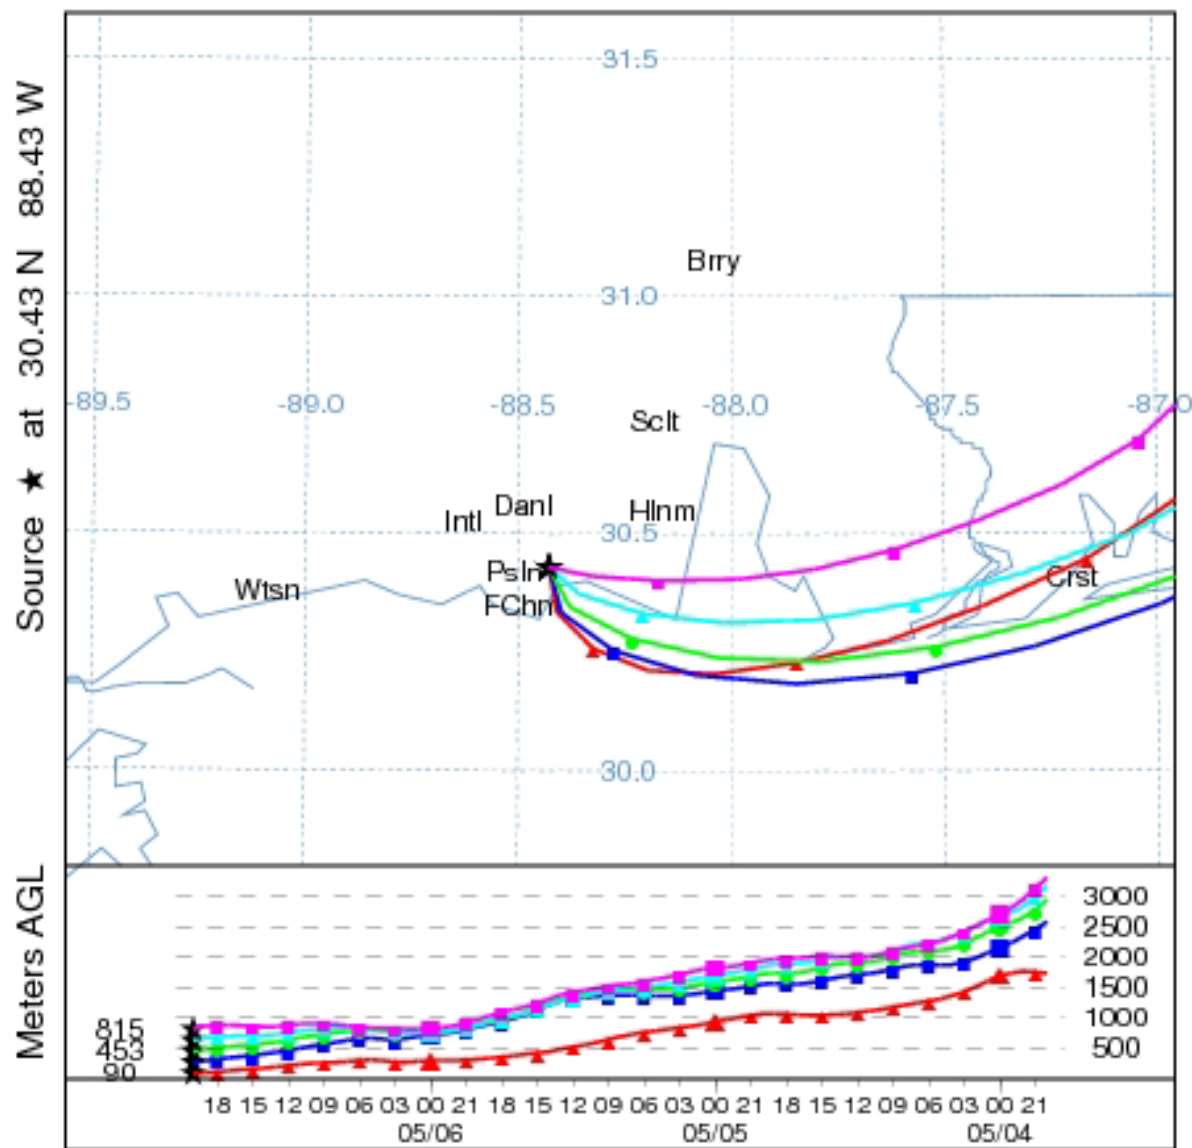 Source ★ at 30.43 N 88.43 W
31.5
Brry
31.0
-89.5 -89.0 -88.5 -88.0 -87.5 -87.0
Sclt
Danl
Hlnm
Intl
30.5
Psln
Crst
Wtsn
FChn
30.0
Meters AGL
3000
2500
2000
1500
1000
500
815
453
90
18 15 12 09 06 03 00 21 18 15 12 09 06 03 00 21 18 15 12 09 06 03 00 21
05/06 05/05 05/04